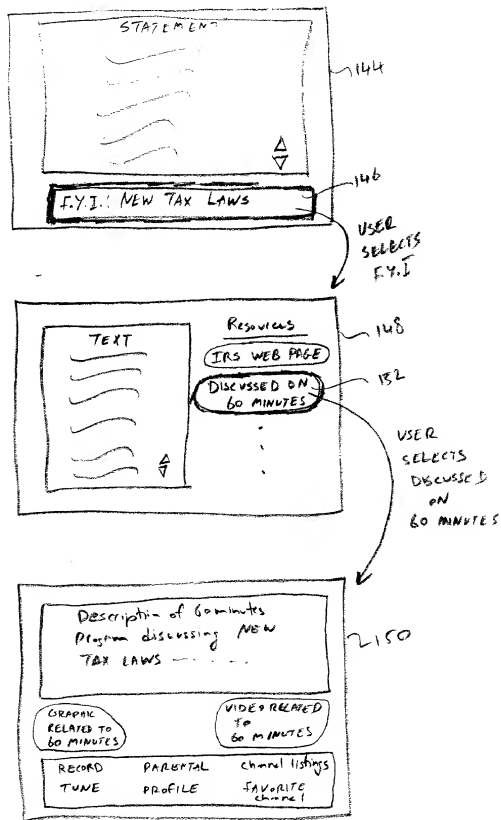 STATEMENT
144
146
F.Y.I.: NEW TAX LAWS
USER
SELECTS
F.Y.I
Resources
148
TEXT
IRS WEB PAGE
DISCUSSED ON
60 MINUTES
152
USER
SELECTS
DISCUSSED
ON
60 MINUTES
Description of 60 minutes
Program discussing NEW
TAX LAWS — . . . .
150
GRAPHIC
RELATED TO
60 MINUTES
VIDEO RELATED
TO
60 MINUTES
RECORD PARENTAL channel listings
TUNE PROFILE FAVORITE
channel